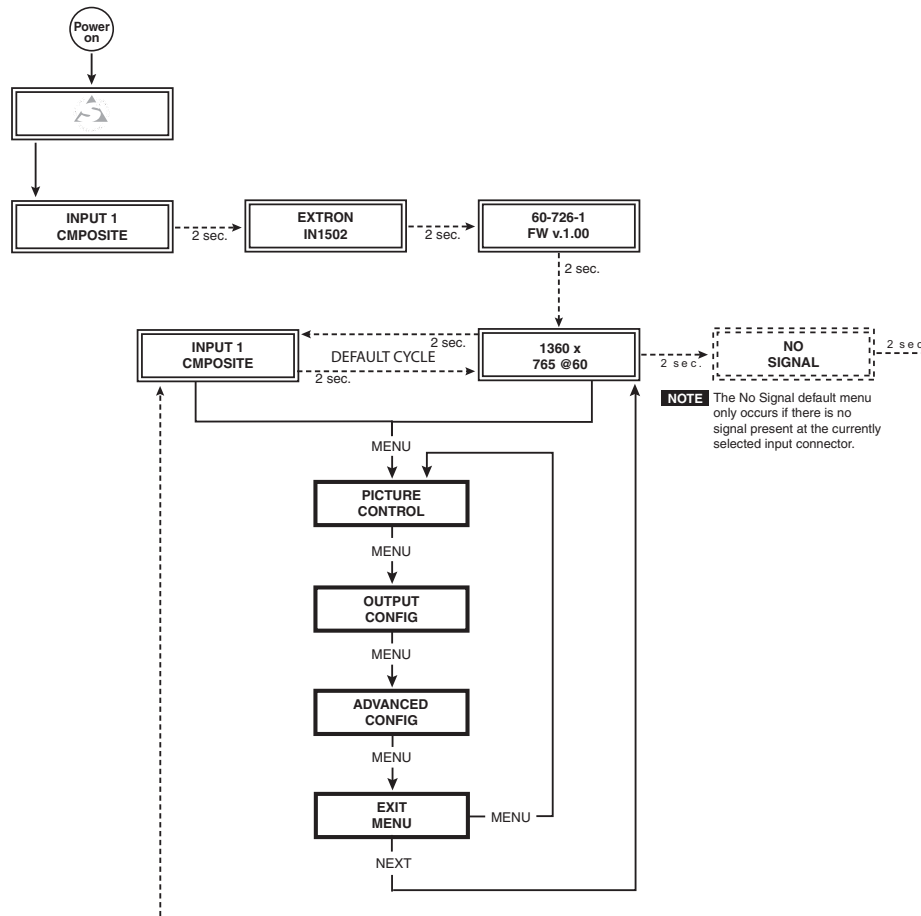 Power
on
INPUT 1
CMPOSITE
2 sec.
EXTRON
IN1502
2 sec.
60-726-1
FW v.1.00
2 sec.
INPUT 1
CMPOSITE
2 sec.
DEFAULT CYCLE
2 sec.
1360 x
765 @60
2 sec.
NO
SIGNAL
2 sec
NOTE The No Signal default menu
only occurs if there is no
signal present at the currently
selected input connector.
MENU
PICTURE
CONTROL
MENU
OUTPUT
CONFIG
MENU
ADVANCED
CONFIG
MENU
EXIT
MENU
MENU
NEXT